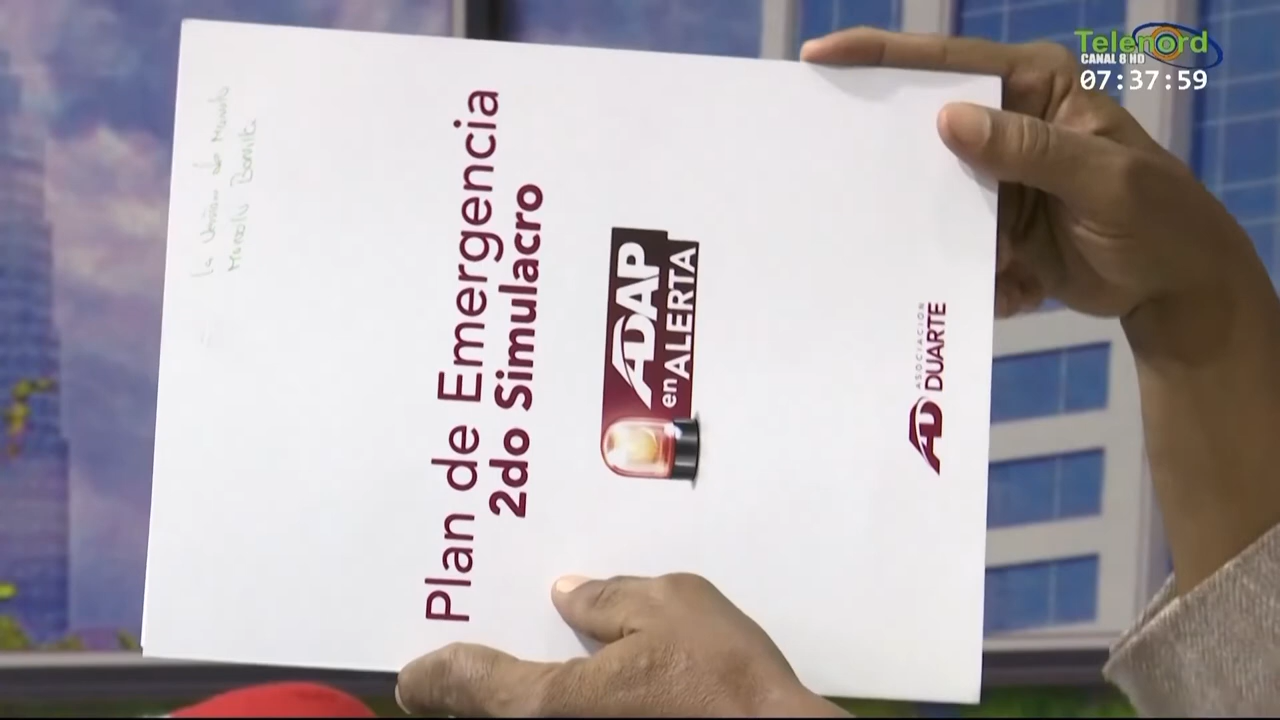 Telenord
CANAL 8 HD
07:37:59
Plan de Emergencia
2do Simulacro
ADAP
en ALERTA
AD ASOCIACIÓN
DUARTE